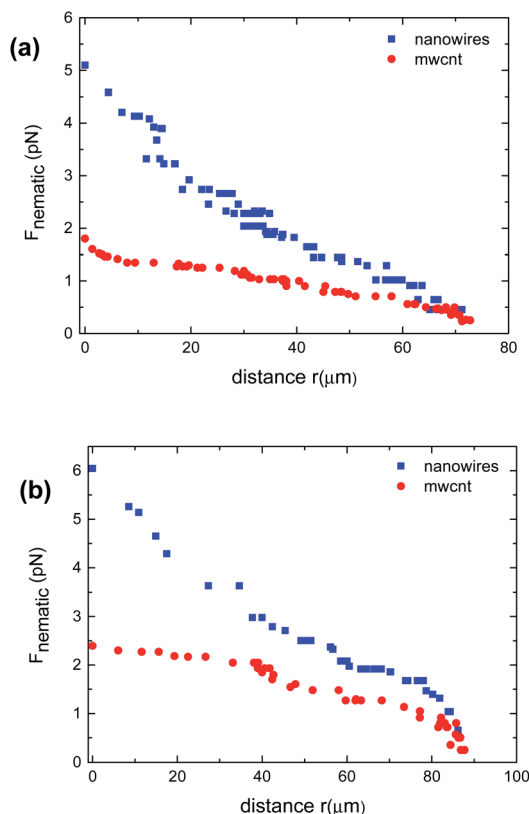 (a)
nanowires
mwcnt
6
5
4
3
2
1
0
F_nematic (pN)
0 20 40 60 80
distance r(μm)
(b)
nanowires
mwcnt
6
5
4
3
2
1
0
F_nematic (pN)
0 20 40 60 80 100
distance r(μm)